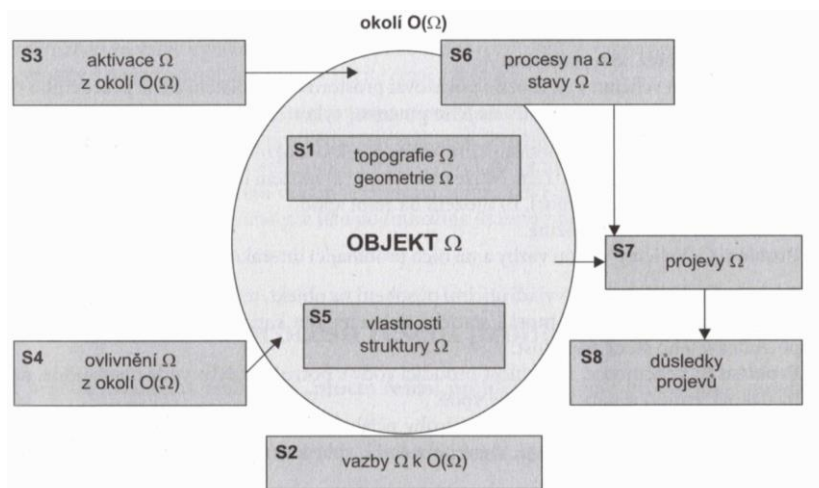 okolí O(Ω)
S3
aktivace Ω
z okolí O(Ω)
S6
procesy na Ω
stavy Ω
S1
topografie Ω
geometrie Ω
OBJEKT Ω
S7
projevy Ω
S5
vlastnosti
struktury Ω
S4
ovlivnění Ω
z okolí O(Ω)
S8
důsledky
projevů
S2
vazby Ω k O(Ω)